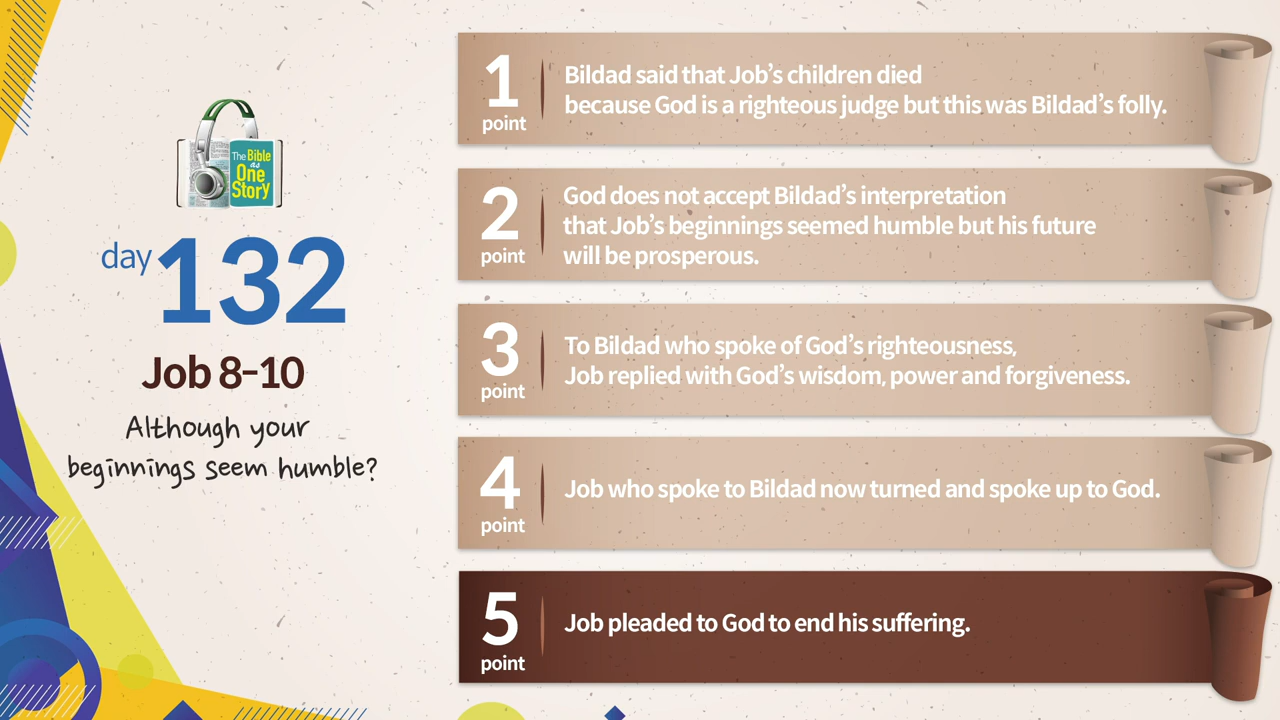 The Bible
as
One
Story
day 132
Job 8-10
Although your
beginnings seem humble?
1
point
Bildad said that Job's children died
because God is a righteous judge but this was Bildad's folly.
2
point
God does not accept Bildad's interpretation
that Job's beginnings seemed humble but his future
will be prosperous.
3
point
To Bildad who spoke of God's righteousness,
Job replied with God's wisdom, power and forgiveness.
4
point
Job who spoke to Bildad now turned and spoke up to God.
5
point
Job pleaded to God to end his suffering.